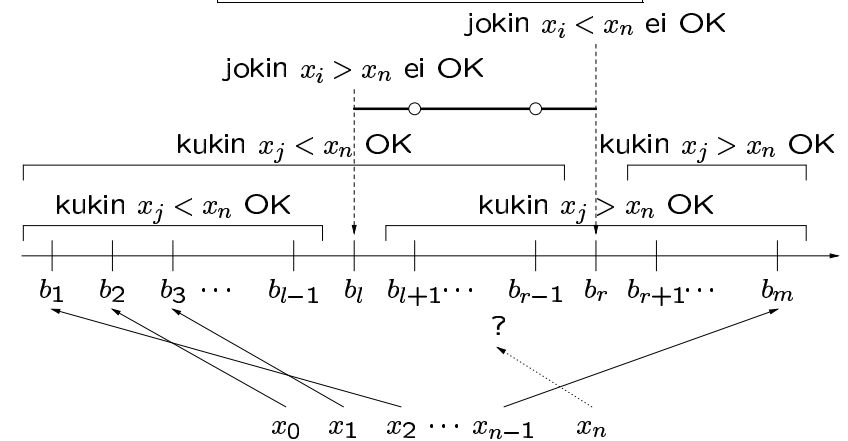 jokin $x_i < x_n$ ei OK
jokin $x_i > x_n$ ei OK
kukin $x_j < x_n$ OK kukin $x_j > x_n$ OK
kukin $x_j < x_n$ OK kukin $x_j > x_n$ OK
$b_1$ $b_2$ $b_3$ ⋯ $b_{l-1}$ $b_l$ $b_{l+1}$ ⋯ $b_{r-1}$ $b_r$ $b_{r+1}$ ⋯ $b_m$
?
$x_0$ $x_1$ $x_2$ ⋯ $x_{n-1}$ $x_n$